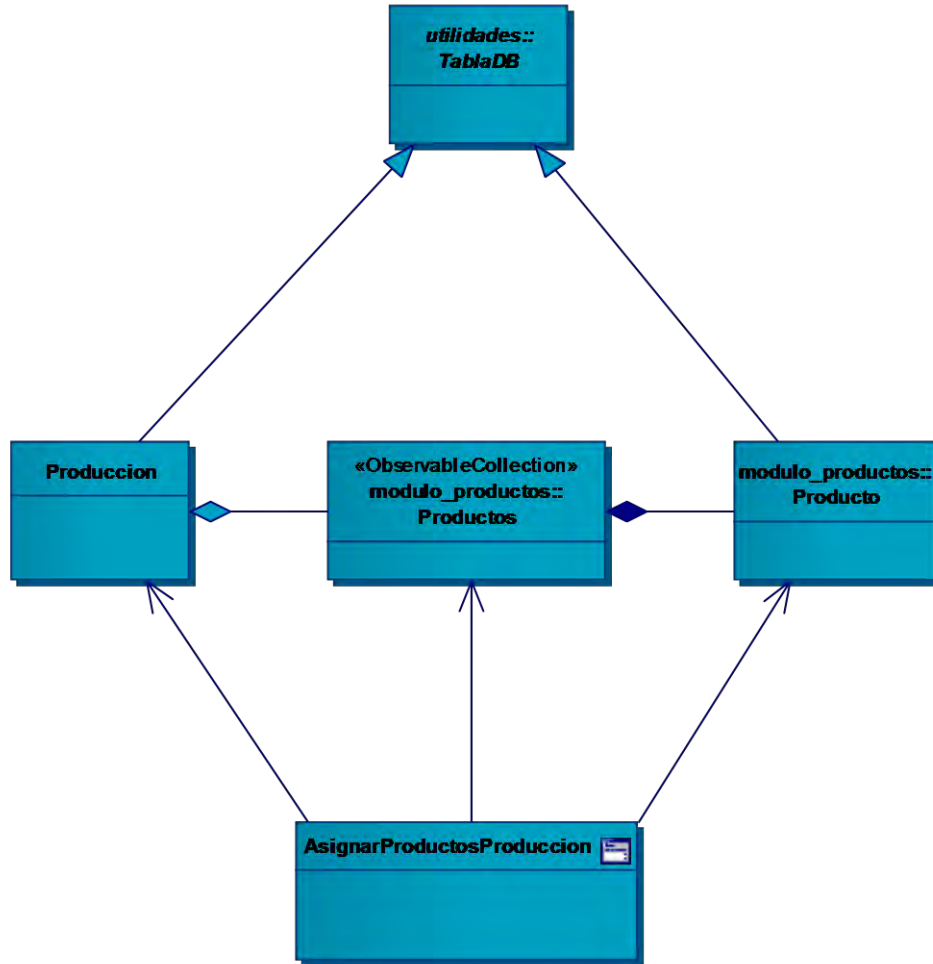 utilidades::
TablaDB
Produccion
«ObservableCollection»
modulo_productos::
Productos
modulo_productos::
Producto
AsignarProductosProduccion